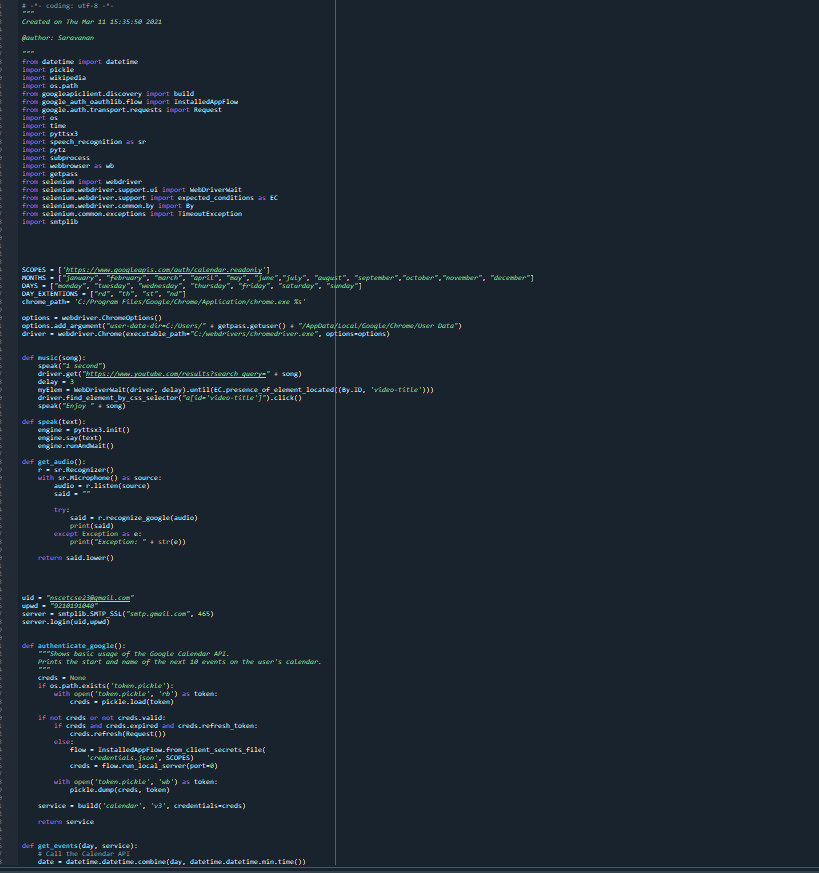 # -*- coding: utf-8 -*-
"""
Created on Thu Mar 11 15:35:50 2021

@author: Saravanan

"""
from datetime import datetime
import pickle
import wikipedia
import os.path
from googleapiclient.discovery import build
from google_auth_oauthlib.flow import InstalledAppFlow
from google.auth.transport.requests import Request
import os
import time
import pyttsx3
import speech_recognition as sr
import pytz
import subprocess
import webbrowser as wb
import getpass
from selenium import webdriver
from selenium.webdriver.support.ui import WebDriverWait
from selenium.webdriver.support import expected_conditions as EC
from selenium.webdriver.common.by import By
from selenium.common.exceptions import TimeoutException
import smtplib

SCOPES = ['https://www.googleapis.com/auth/calendar.readonly']
MONTHS = ["january", "february", "march", "april", "may", "june","july", "august", "september","october","november", "december"]
DAYS = ["monday", "tuesday", "wednesday", "thursday", "friday", "saturday", "sunday"]
DAY_EXTENTIONS = ["rd", "th", "st", "nd"]
chrome_path= 'C:/Program Files/Google/Chrome/Application/chrome.exe %s'

options = webdriver.ChromeOptions()
options.add_argument("user-data-dir=C:/Users/" + getpass.getuser() + "/AppData/Local/Google/Chrome/User Data")
driver = webdriver.Chrome(executable_path="C:/webdrivers/chromedriver.exe", options=options)

def music(song):
    speak("1 second")
    driver.get("https://www.youtube.com/results?search_query=" + song)
    delay = 3
    myElem = WebDriverWait(driver, delay).until(EC.presence_of_element_located((By.ID, 'video-title')))
    driver.find_element_by_css_selector("a[id='video-title']").click()
    speak("Enjoy " + song)

def speak(text):
    engine = pyttsx3.init()
    engine.say(text)
    engine.runAndWait()

def get_audio():
    r = sr.Recognizer()
    with sr.Microphone() as source:
        audio = r.listen(source)
        said = ""

        try:
            said = r.recognize_google(audio)
            print(said)
        except Exception as e:
            print("Exception: " + str(e))

    return said.lower()

uid = "nscetcse23@gmail.com"
upwd = "9210191040"
server = smtplib.SMTP_SSL("smtp.gmail.com", 465)
server.login(uid,upwd)

def authenticate_google():
    """Shows basic usage of the Google Calendar API.
    Prints the start and name of the next 10 events on the user's calendar.
    """
    creds = None
    if os.path.exists('token.pickle'):
        with open('token.pickle', 'rb') as token:
            creds = pickle.load(token)

    if not creds or not creds.valid:
        if creds and creds.expired and creds.refresh_token:
            creds.refresh(Request())
        else:
            flow = InstalledAppFlow.from_client_secrets_file(
                'credentials.json', SCOPES)
            creds = flow.run_local_server(port=0)

        with open('token.pickle', 'wb') as token:
            pickle.dump(creds, token)

    service = build('calendar', 'v3', credentials=creds)

    return service

def get_events(day, service):
    # Call the Calendar API
    date = datetime.datetime.combine(day, datetime.datetime.min.time())